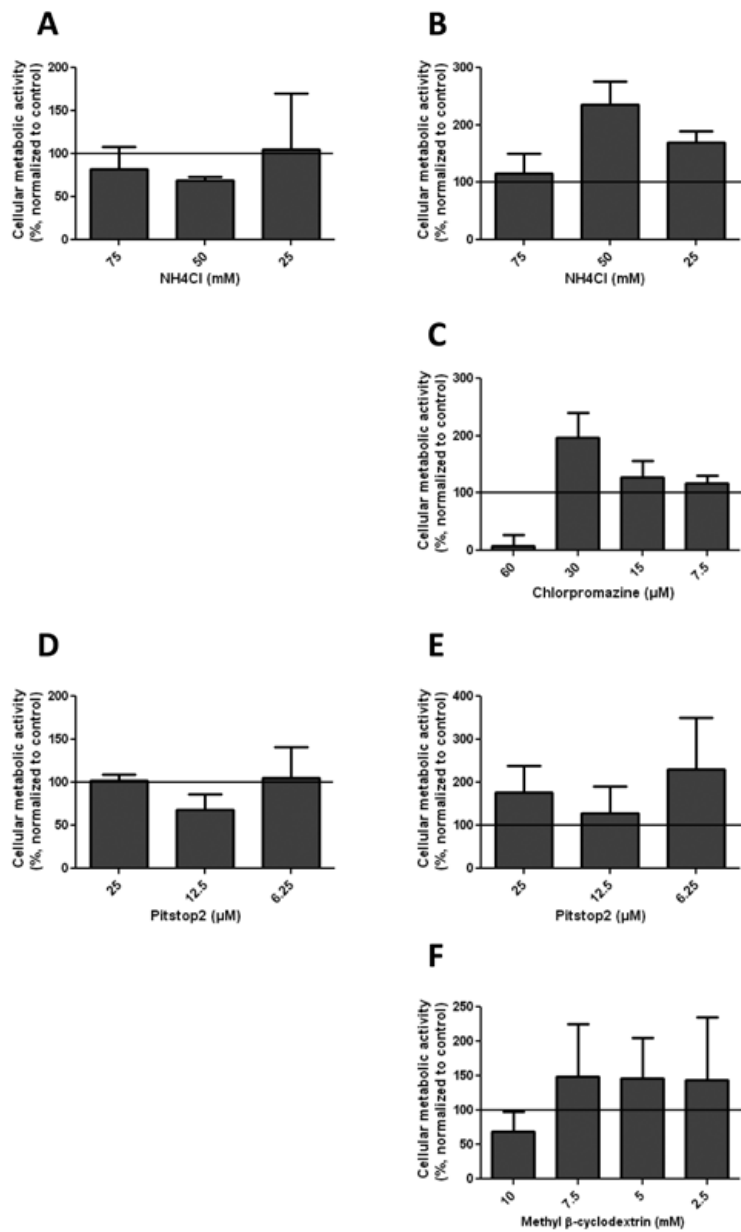 A
Cellular metabolic activity
(%, normalized to control)
200
150
100
50
0
75
50
25
NH4Cl (mM)
B
Cellular metabolic activity
(%, normalized to control)
300
200
100
0
75
50
25
NH4Cl (mM)
C
Cellular metabolic activity
(%, normalized to control)
300
200
100
0
60
30
15
7.5
Chlorpromazine (µM)
D
Cellular metabolic activity
(%, normalized to control)
200
150
100
50
0
25
12.5
6.25
Pitstop2 (µM)
E
Cellular metabolic activity
(%, normalized to control)
400
300
200
100
0
25
12.5
6.25
Pitstop2 (µM)
F
Cellular metabolic activity
(%, normalized to control)
250
200
150
100
50
0
10
7.5
5
2.5
Methyl β-cyclodextrin (mM)